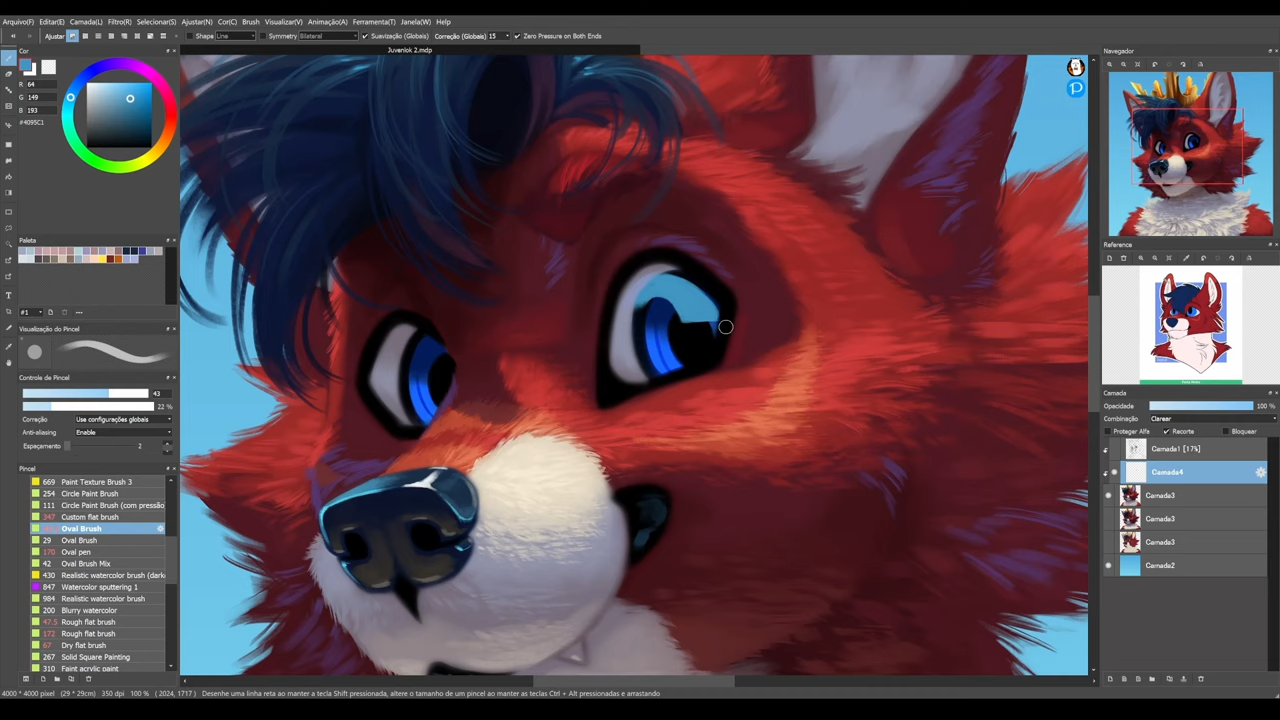 Arquivo(F) Editar(E) Camada(L) Filtro(R) Selecionar(S) Ajustar(N) Cor(C) Brush Visualizar(V) Animação(A) Ferramenta(T) Janela(W) Help
Ajustar Shape Line Symmetry Bilateral Suavização (Globais) Correção (Globais) 15 Zero Pressure on Both Ends
Juvenlok 2.mdp
Cor
R 64
G 149
B 193
#4095C1
Paleta
#1
Visualização do Pincel
Controle de Pincel
43
22 %
Correção Use configurações globais
Anti-aliasing Enable
Espaçamento 2
Pincel
669 Paint Texture Brush 3
254 Circle Paint Brush
111 Circle Paint Brush (com pressão
347 Custom flat brush
Oval Brush
29 Oval Brush
170 Oval pen
42 Oval Brush Mix
430 Realistic watercolor brush (dark
847 Watercolor sputtering 1
984 Realistic watercolor brush
200 Blurry watercolor
47.5 Rough flat brush
172 Rough flat brush
67 Dry flat brush
267 Solid Square Painting
310 Faint acrylic paint
Navegador
Reference
Camada
Opacidade 100 %
Combinação Clarear
Proteger Alfa Recorte Bloquear
Camada1 [17%]
Camada4
Camada3
Camada3
Camada3
Camada2
4000 * 4000 pixel (29 * 29cm) 350 dpi 100 % ( 2024, 1717 ) Desenhe uma linha reta ao manter a tecla Shift pressionada, altere o tamanho de um pincel ao manter as teclas Ctrl + Alt pressionadas e arrastando